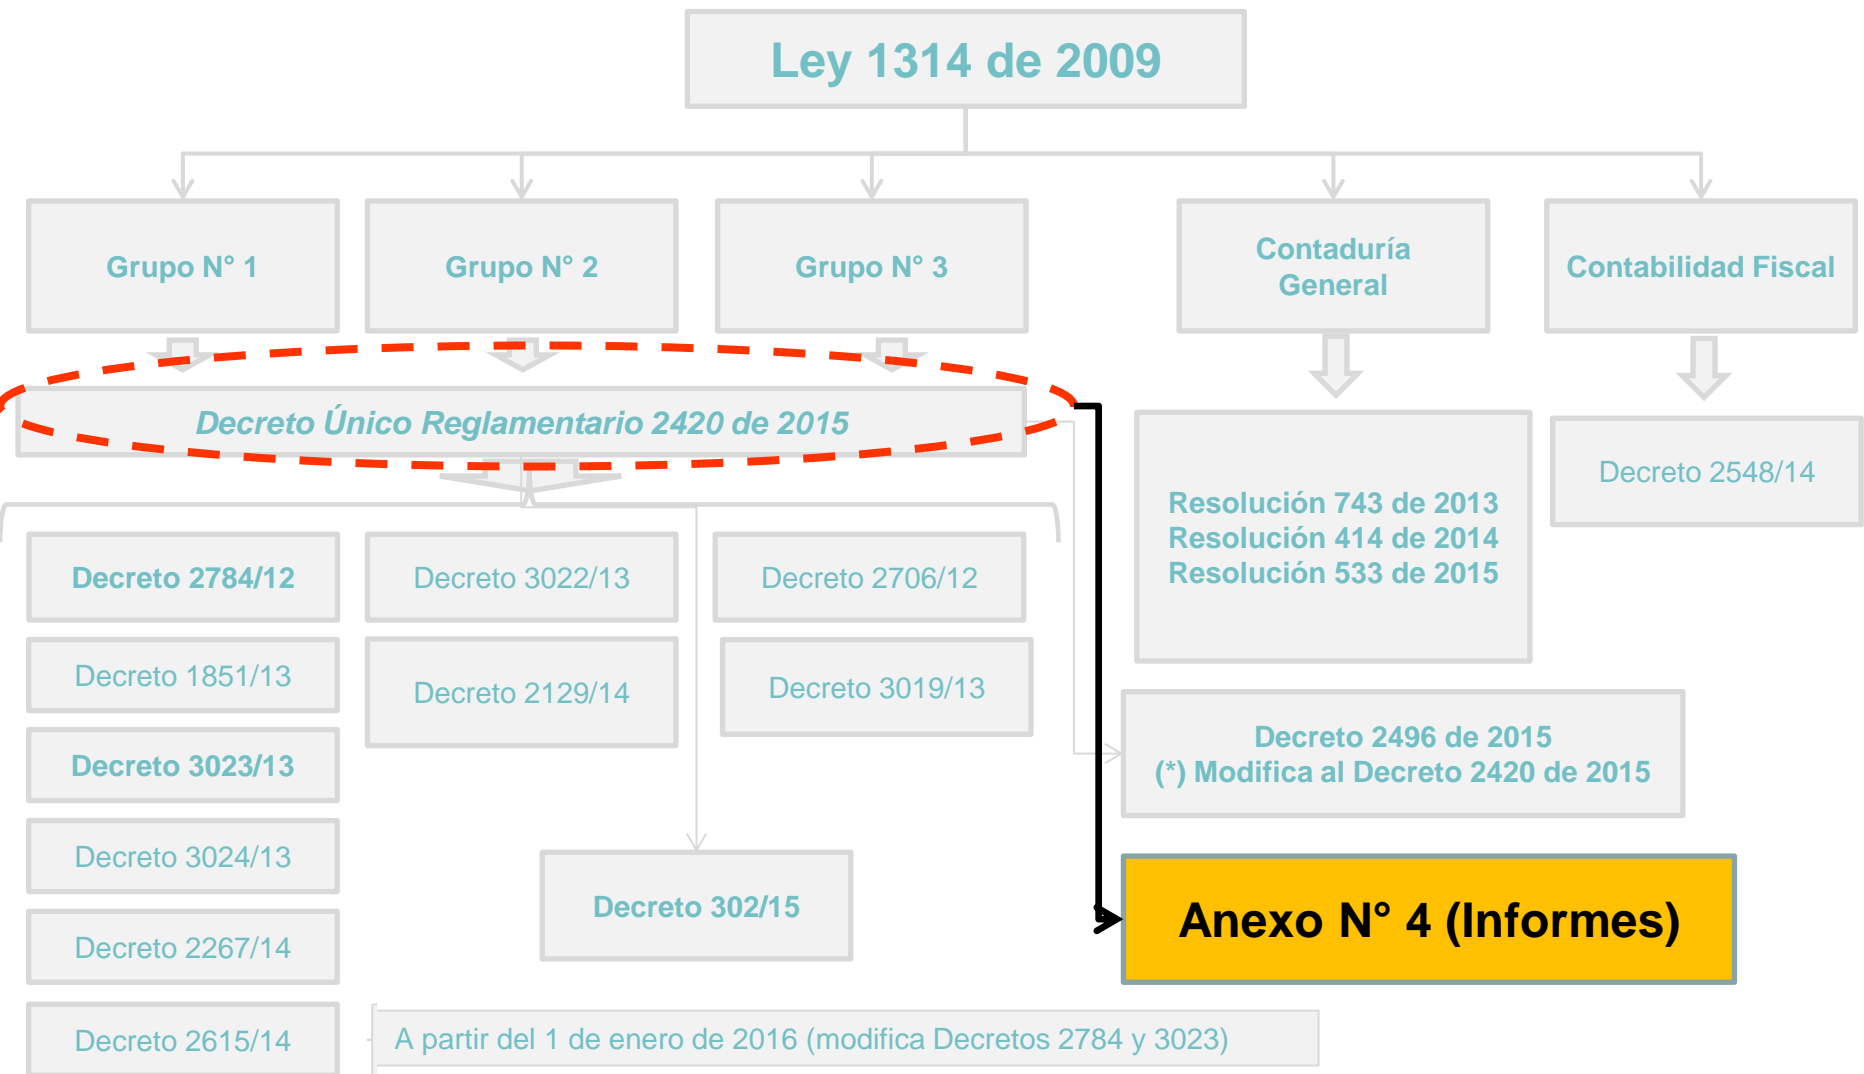 Ley 1314 de 2009
Grupo N° 1
Grupo N° 2
Grupo N° 3
Contaduría
General
Contabilidad Fiscal
Decreto Único Reglamentario 2420 de 2015
Resolución 743 de 2013
Resolución 414 de 2014
Resolución 533 de 2015
Decreto 2548/14
Decreto 2784/12
Decreto 3022/13
Decreto 2706/12
Decreto 1851/13
Decreto 2129/14
Decreto 3019/13
Decreto 3023/13
Decreto 2496 de 2015
(*) Modifica al Decreto 2420 de 2015
Decreto 3024/13
Decreto 302/15
Anexo N° 4 (Informes)
Decreto 2267/14
Decreto 2615/14
A partir del 1 de enero de 2016 (modifica Decretos 2784 y 3023)